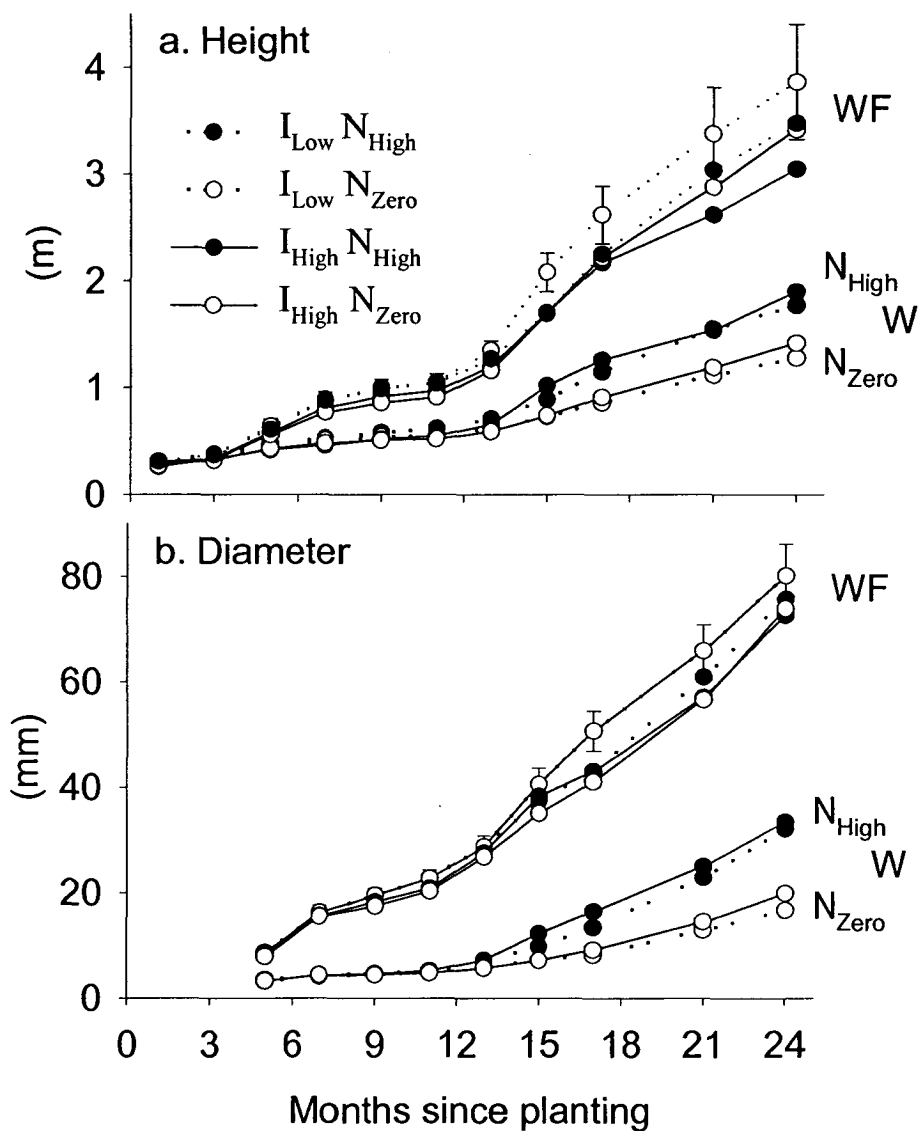 a. Height
4
3
2
1
0
(m)
I_Low N_High
I_Low N_Zero
I_High N_High
I_High N_Zero
WF
N_High
W
N_Zero
b. Diameter
80
60
40
20
0
(mm)
WF
N_High
W
N_Zero
0 3 6 9 12 15 18 21 24
Months since planting